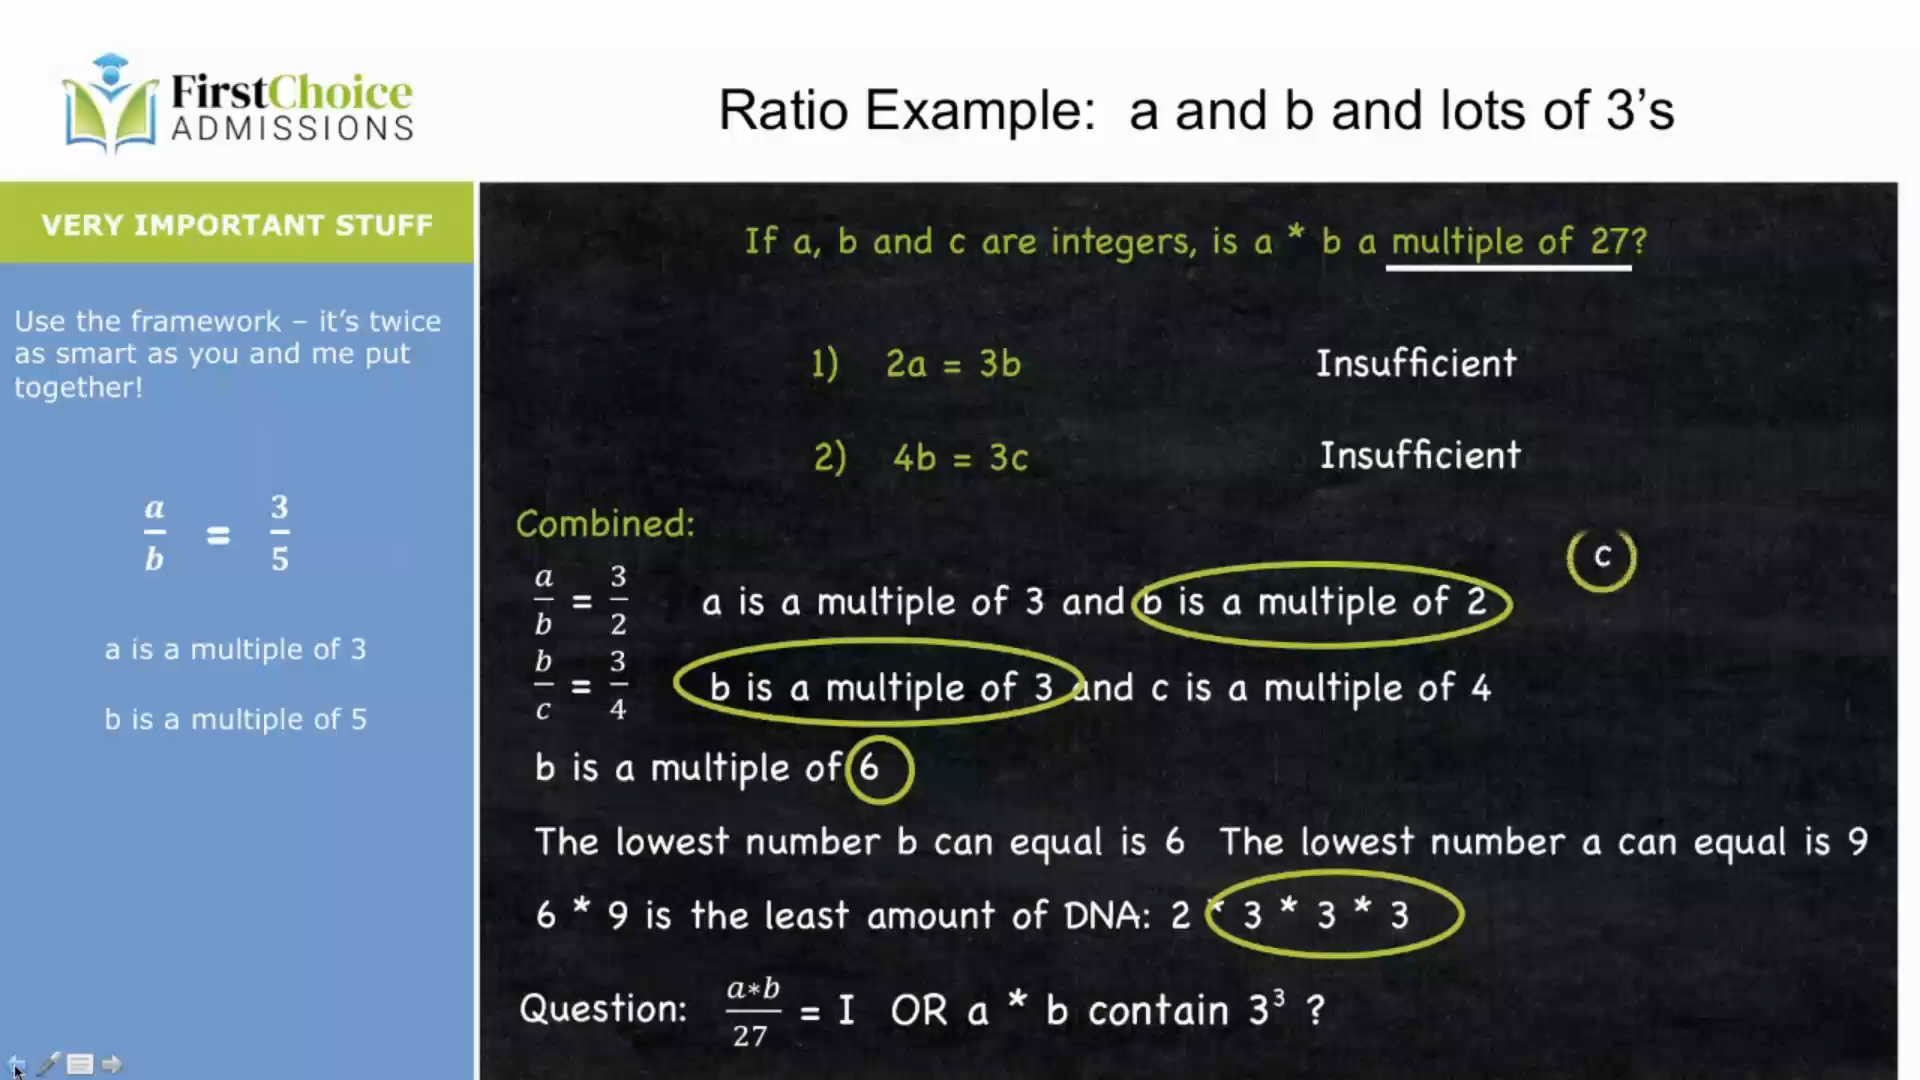 FirstChoice
ADMISSIONS
Ratio Example: a and b and lots of 3’s
VERY IMPORTANT STUFF
Use the framework – it’s twice
as smart as you and me put
together!
a/b = 3/5
a is a multiple of 3
b is a multiple of 5
If a, b and c are integers, is a * b a multiple of 27?
1) 2a = 3b Insufficient
2) 4b = 3c Insufficient
Combined:
c
a/b = 3/2 a is a multiple of 3 and b is a multiple of 2
b/c = 3/4 b is a multiple of 3 and c is a multiple of 4
b is a multiple of 6
The lowest number b can equal is 6 The lowest number a can equal is 9
6 * 9 is the least amount of DNA: 2 * 3 * 3 * 3
Question: a*b/27 = I OR a * b contain 3³ ?